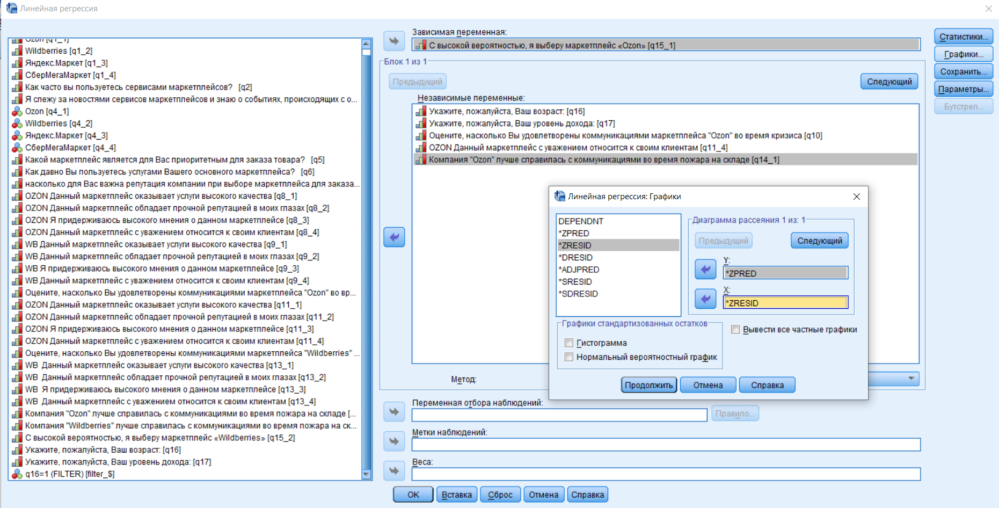 Линейная регрессия
Ozon [q1_1]
Wildberries [q1_2]
Яндекс.Маркет [q1_3]
СберМегаМаркет [q1_4]
Как часто вы пользуетесь сервисами маркетплейсов? [q2]
Я слежу за новостями сервисов маркетплейсов и знаю о событиях, происходящих с о...
Ozon [q4_1]
Wildberries [q4_2]
Яндекс.Маркет [q4_3]
СберМегаМаркет [q4_4]
Какой маркетплейс является для Вас приоритетным для заказа товара? [q5]
Как давно Вы пользуетесь услугами Вашего основного маркетплейса? [q6]
насколько для Вас важна репутация компании при выборе маркетплейса для заказа...
OZON Данный маркетплейс оказывает услуги высокого качества [q8_1]
OZON Данный маркетплейс обладает прочной репутацией в моих глазах [q8_2]
OZON Я придерживаюсь высокого мнения о данном маркетплейсе [q8_3]
OZON Данный маркетплейс с уважением относится к своим клиентам [q8_4]
WB Данный маркетплейс оказывает услуги высокого качества [q9_1]
WB Данный маркетплейс обладает прочной репутацией в моих глазах [q9_2]
WB Я придерживаюсь высокого мнения о данном маркетплейсе [q9_3]
WB Данный маркетплейс с уважением относится к своим клиентам [q9_4]
Оцените, насколько Вы удовлетворены коммуникациями маркетплейса "Ozon" во вр...
OZON Данный маркетплейс оказывает услуги высокого качества [q11_1]
OZON Данный маркетплейс обладает прочной репутацией в моих глазах [q11_2]
OZON Я придерживаюсь высокого мнения о данном маркетплейсе [q11_3]
OZON Данный маркетплейс с уважением относится к своим клиентам [q11_4]
Оцените, насколько Вы удовлетворены коммуникациями маркетплейса "Wildberries" ...
WB Данный маркетплейс оказывает услуги высокого качества [q13_1]
WB Данный маркетплейс обладает прочной репутацией в моих глазах [q13_2]
WB Я придерживаюсь высокого мнения о данном маркетплейсе [q13_3]
WB Данный маркетплейс с уважением относится к своим клиентам [q13_4]
Компания "Ozon" лучше справилась с коммуникациями во время пожара на складе [...
Компания "Wildberries" лучше справилась с коммуникациями во время пожара на ск...
С высокой вероятностью, я выберу маркетплейс «Wildberries» [q15_2]
Укажите, пожалуйста, Ваш возраст: [q16]
Укажите, пожалуйста, Ваш уровень дохода: [q17]
q16=1 (FILTER) [filter_$]
Зависимая переменная:
С высокой вероятностью, я выберу маркетплейс «Ozon» [q15_1]
Блок 1 из 1
Предыдущий
Следующий
Независимые переменные:
Укажите, пожалуйста, Ваш возраст: [q16]
Укажите, пожалуйста, Ваш уровень дохода: [q17]
Оцените, насколько Вы удовлетворены коммуникациями маркетплейса "Ozon" во время кризиса [q10]
OZON Данный маркетплейс с уважением относится к своим клиентам [q11_4]
Компания "Ozon" лучше справилась с коммуникациями во время пожара на складе [q14_1]
Метод:
Переменная отбора наблюдений:
Правило...
Метки наблюдений:
Веса:
OK
Вставка
Сброс
Отмена
Справка
Статистики...
Графики...
Сохранить...
Параметры...
Бутстреп...
Линейная регрессия: Графики
DEPENDNT
*ZPRED
*ZRESID
*DRESID
*ADJPRED
*SRESID
*SDRESID
Диаграмма рассеяния 1 из: 1
Предыдущий
Следующий
Y:
*ZPRED
X:
*ZRESID
Графики стандартизованных остатков
Гистограмма
Нормальный вероятностный график
Вывести все частные графики
Продолжить
Отмена
Справка